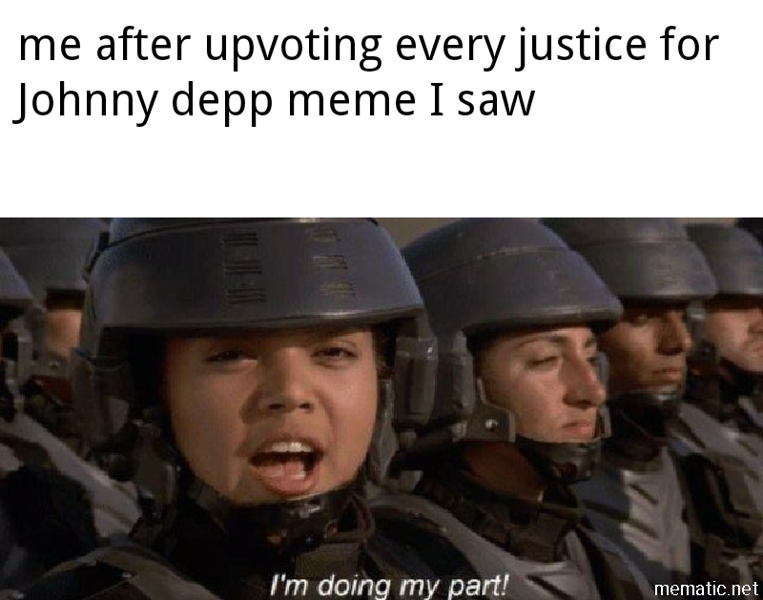 me after upvoting every justice for
Johnny depp meme I saw
I'm doing my part!
mematic.net